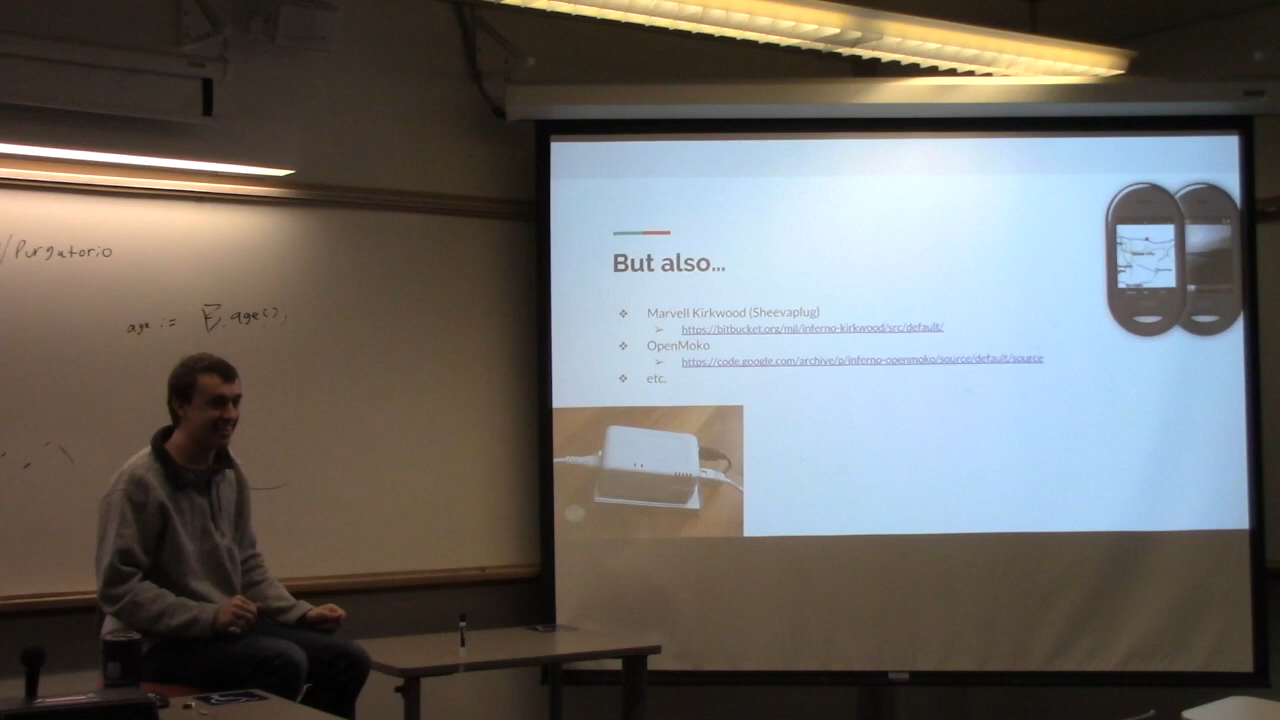 /Purgatorio
age := E.age();
But also...
❖ Marvell Kirkwood (Sheevaplug)
➢ https://bitbucket.org/mil/inferno-kirkwood/src/default/
❖ OpenMoko
➢ https://code.google.com/archive/p/inferno-openmoko/source/default/source
❖ etc.